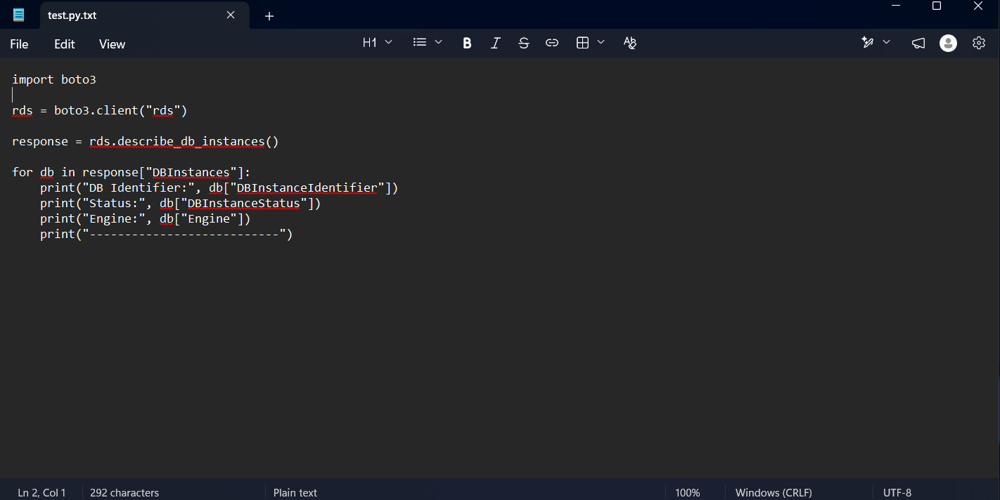 test.py.txt
File Edit View H1
import boto3
rds = boto3.client("rds")
response = rds.describe_db_instances()
for db in response["DBInstances"]:
    print("DB Identifier:", db["DBInstanceIdentifier"])
    print("Status:", db["DBInstanceStatus"])
    print("Engine:", db["Engine"])
    print("---------------------------")
Ln 2, Col 1 292 characters Plain text 100% Windows (CRLF) UTF-8